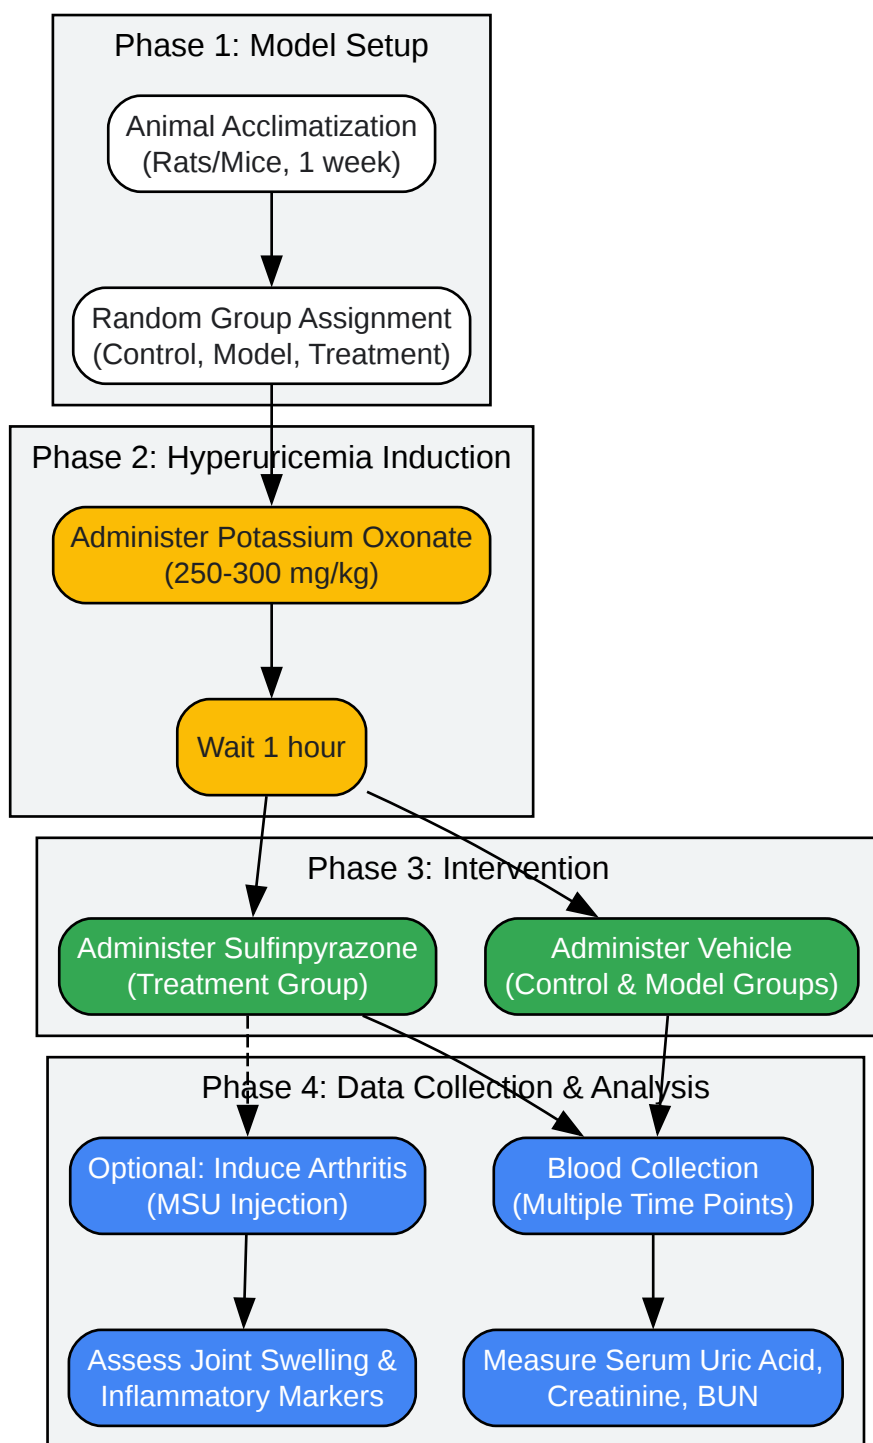 Phase 1: Model Setup
Animal Acclimatization
(Rats/Mice, 1 week)
Random Group Assignment
(Control, Model, Treatment)
Phase 2: Hyperuricemia Induction
Administer Potassium Oxonate
(250-300 mg/kg)
Wait 1 hour
Phase 3: Intervention
Administer Sulfinpyrazone
(Treatment Group)
Administer Vehicle
(Control & Model Groups)
Phase 4: Data Collection & Analysis
Optional: Induce Arthritis
(MSU Injection)
Blood Collection
(Multiple Time Points)
Assess Joint Swelling &
Inflammatory Markers
Measure Serum Uric Acid,
Creatinine, BUN